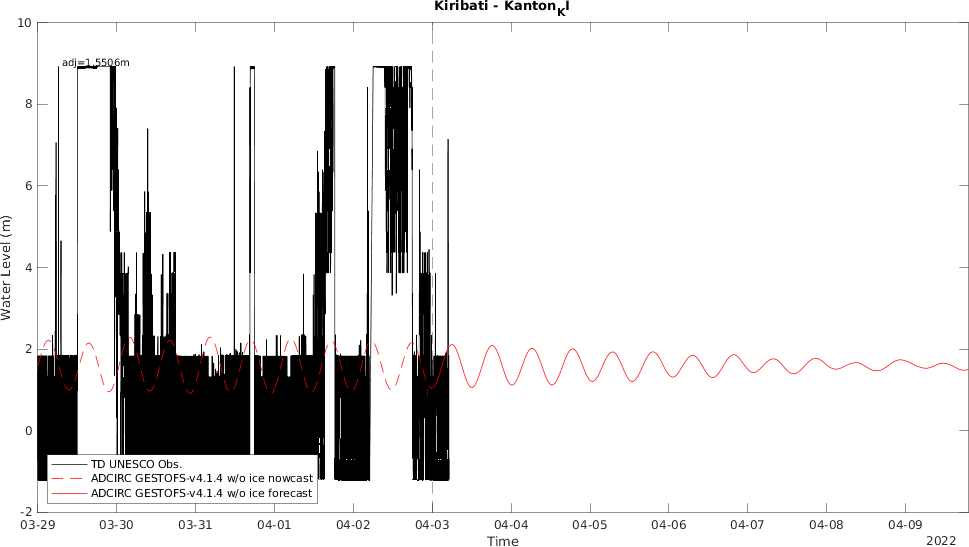 Kiribati - Kanton_KI
10
8
6
4
2
0
-2
Water Level (m)
adj=1.5506m
TD UNESCO Obs.
ADCIRC GESTOFS-v4.1.4 w/o ice nowcast
ADCIRC GESTOFS-v4.1.4 w/o ice forecast
03-29 03-30 03-31 04-01 04-02 04-03 04-04 04-05 04-06 04-07 04-08 04-09
Time
2022